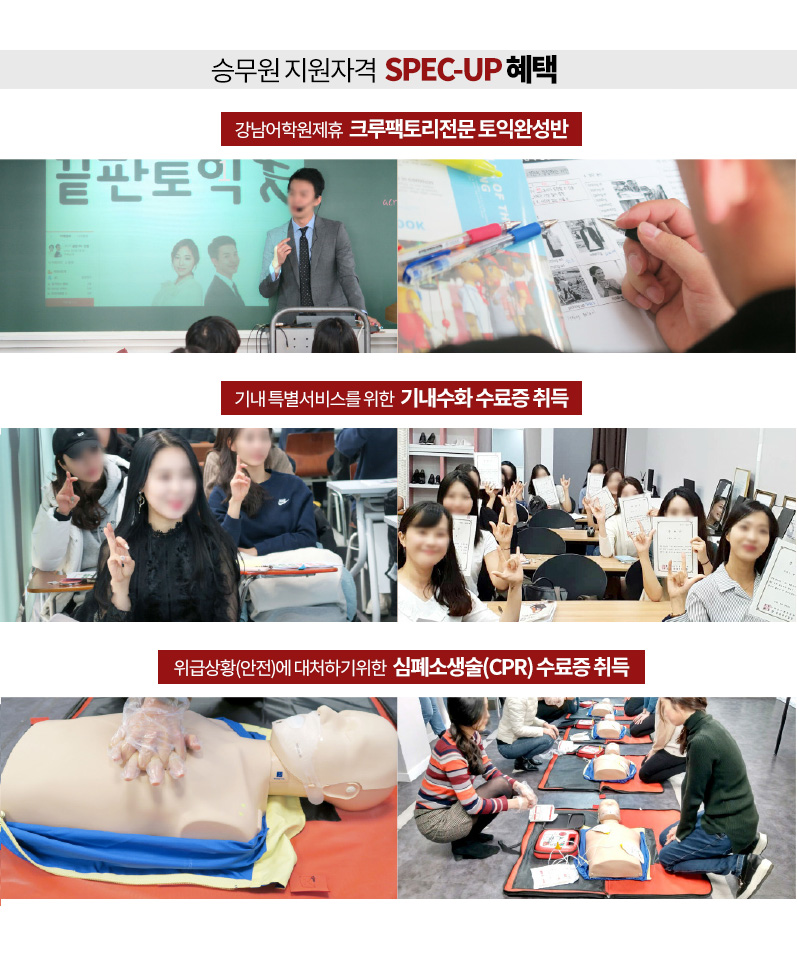 승무원 지원자격 SPEC-UP 혜택
강남어학원제휴 크루팩토리전문 토익완성반
끝판토익
기내 특별서비스를 위한 기내수화 수료증 취득
위급상황(안전)에 대처하기위한 심폐소생술(CPR) 수료증 취득